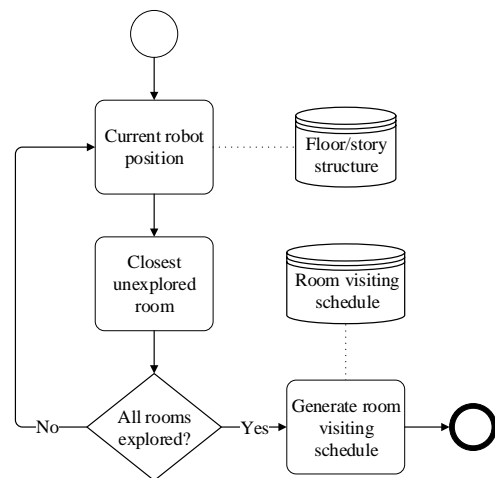 Current robot
position
Floor/story
structure
Closest
unexplored
room
Room visiting
schedule
All rooms
explored?
No
Yes
Generate room
visiting
schedule